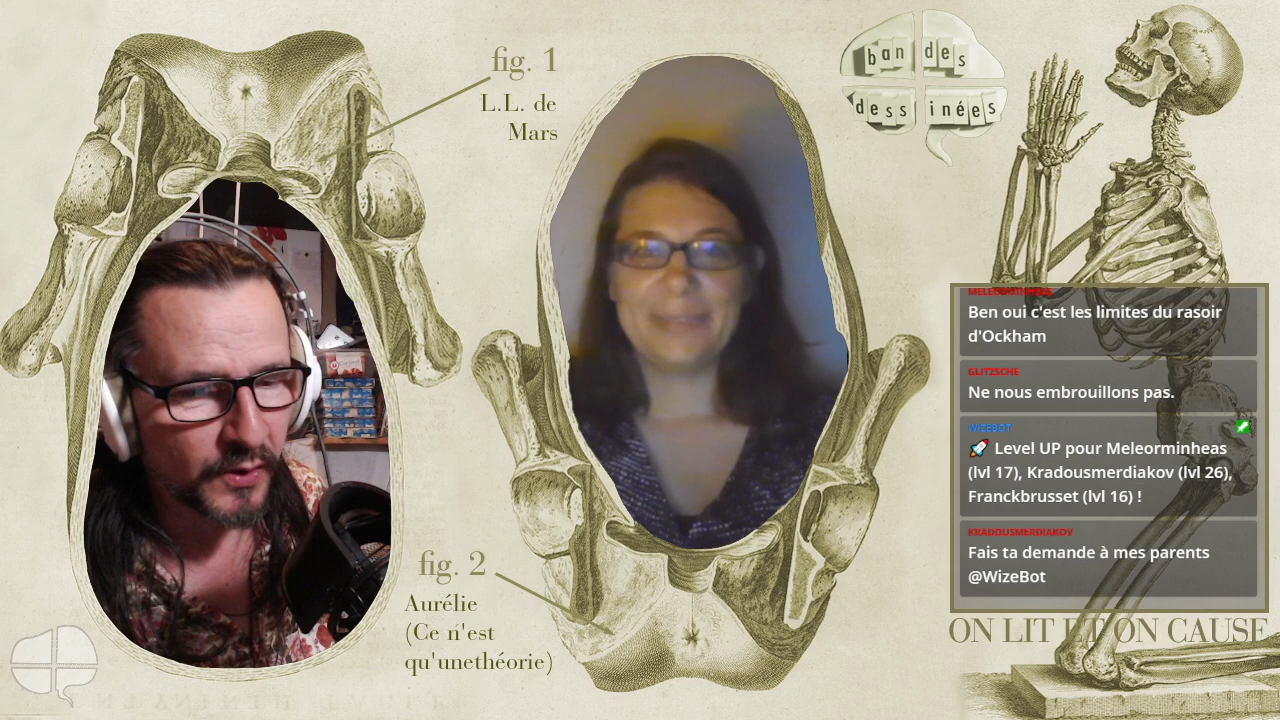 fig. 1
L.L. de
Mars
ban des
dess inées
MELEORMINHEAS
Ben oui c'est les limites du rasoir
d'Ockham
GLITZSCHE
Ne nous embrouillons pas.
WIZEBOT
🚀 Level UP pour Meleorminheas
(lvl 17), Kradousmerdiakov (lvl 26),
Franckbrusset (lvl 16) !
KRADOUSMERDIAKOV
Fais ta demande à mes parents
@WizeBot
fig. 2
Aurélie
(Ce n'est
qu'unethéorie)
ON LIT ET ON CAUSE